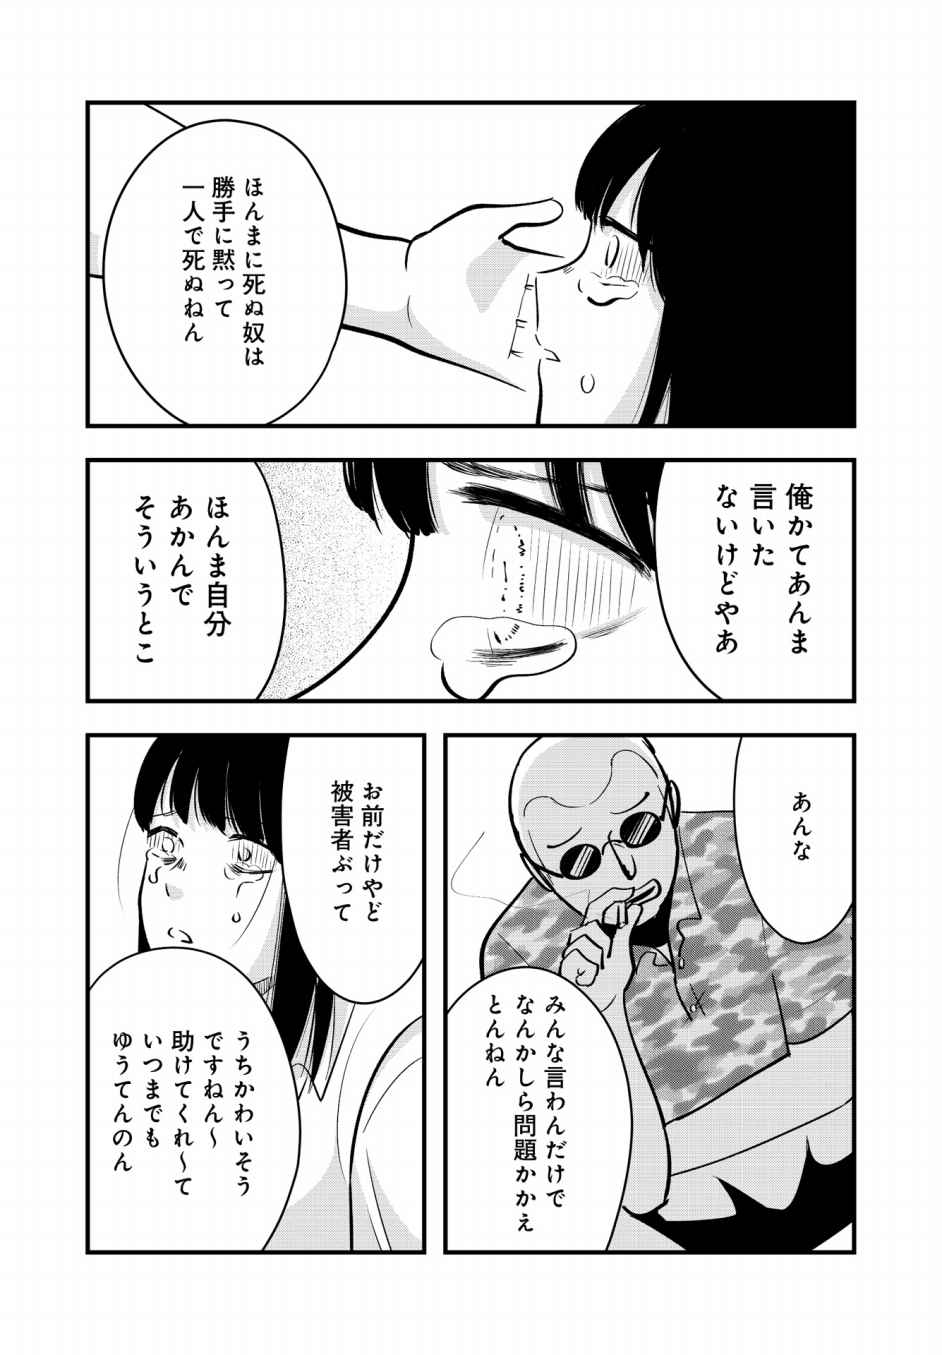 ほんまに死ぬ奴は
勝手に黙って
一人で死ぬねん
俺かてあんま
言いた
ないけどやあ
ほんま自分
あかんで
そういうとこ
あんな
みんな言わんだけで
なんかしら問題かかえ
とんねん
お前だけやど
被害者ぶって
うちかわいそう
ですねん～
助けてくれ～て
いつまでも
ゆうてんのん